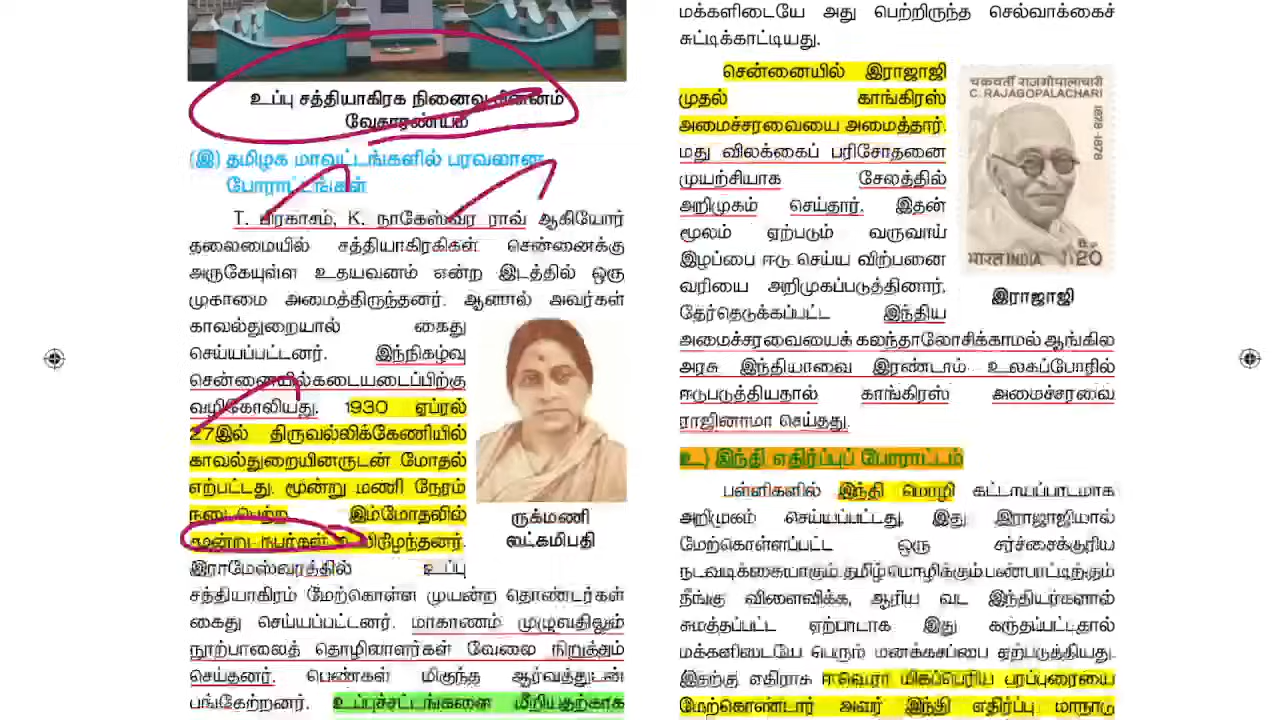 உப்பு சத்தியாகிரக நினைவு சின்னம்
வேதாரண்யம்
(இ) தமிழக மாவட்டங்களில் பரவலான
போராட்டங்கள்
T. பிரகாசம், K. நாகேஸ்வர ராவ் ஆகியோர்
தலைமையில் சத்தியாகிரகிகள் சென்னைக்கு
அருகேயுள்ள உதயவனம் என்ற இடத்தில் ஒரு
முகாமை அமைத்திருந்தனர். ஆனால் அவர்கள்
காவல்துறையால் கைது
செய்யப்பட்டனர். இந்நிகழ்வு
சென்னையில்கடையடைப்பிற்கு
வழிகோலியது. 1930 ஏப்ரல்
27இல் திருவல்லிக்கேணியில்
காவல்துறையினருடன் மோதல்
ஏற்பட்டது. மூன்று மணி நேரம்
நடைபெற்ற இம்மோதலில்
மூன்று நபர்கள் உயிரிழந்தனர்.
இராமேஸ்வரத்தில் உப்பு
சத்தியாகிரம் மேற்கொள்ள முயன்ற தொண்டர்கள்
கைது செய்யப்பட்டனர். மாகாணம் முழுவதிலும்
நூற்பாலைத் தொழிலாளர்கள் வேலை நிறுத்தம்
செய்தனர். பெண்கள் மிகுந்த ஆர்வத்துடன்
பங்கேற்றனர். உப்புச்சட்டங்களை மீறியதற்காக
ருக்மணி
லட்சுமிபதி
மக்களிடையே அது பெற்றிருந்த செல்வாக்கைச்
சுட்டிக்காட்டியது.
சென்னையில் இராஜாஜி
முதல் காங்கிரஸ்
அமைச்சரவையை அமைத்தார்.
மது விலக்கைப் பரிசோதனை
முயற்சியாக சேலத்தில்
அறிமுகம் செய்தார். இதன்
மூலம் ஏற்படும் வருவாய்
இழப்பை ஈடு செய்ய விற்பனை
வரியை அறிமுகப்படுத்தினார்.
தேர்தெடுக்கப்பட்ட இந்திய
அமைச்சரவையைக் கலந்தாலோசிக்காமல் ஆங்கில
அரசு இந்தியாவை இரண்டாம் உலகப்போரில்
ஈடுபடுத்தியதால் காங்கிரஸ் அமைச்சரவை
ராஜினாமா செய்தது.
चक्रवर्ती राजगोपालाचारी
C. RAJAGOPALACHARI
1878 - 1978
भारत INDIA 20
இராஜாஜி
உ) இந்தி எதிர்ப்புப் போராட்டம்
பள்ளிகளில் இந்தி மொழி கட்டாயப்பாடமாக
அறிமுகம் செய்யப்பட்டது. இது இராஜாஜியால்
மேற்கொள்ளப்பட்ட ஒரு சர்ச்சைக்குரிய
நடவடிக்கையாகும் தமிழ் மொழிக்கும் பண்பாட்டிற்கும்
தீங்கு விளைவிக்க, ஆரிய வட இந்தியர்களால்
சுமத்தப்பட்ட ஏற்பாடாக இது கருதப்பட்டதால்
மக்களிடையே பெரும் மனக்கசப்பை ஏற்படுத்தியது.
இதற்கு எதிராக ஈ.வெ.ரா மிகப்பெரிய பரப்புரையை
மேற்கொண்டார் அவர் இந்தி எதிர்ப்பு மாநாடு